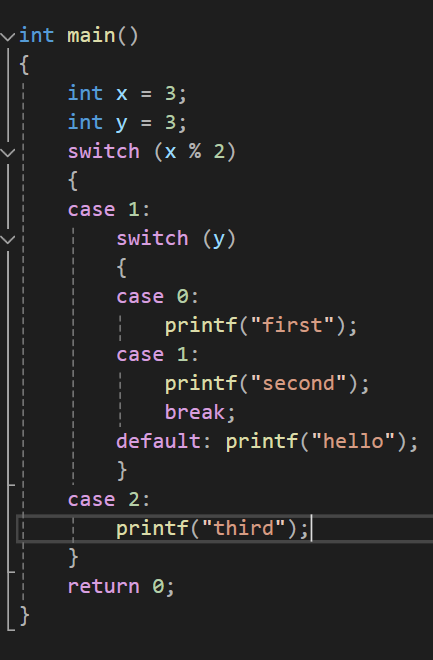 int main()
{
    int x = 3;
    int y = 3;
    switch (x % 2)
    {
    case 1:
        switch (y)
        {
        case 0:
            printf("first");
        case 1:
            printf("second");
            break;
        default: printf("hello");
        }
    case 2:
        printf("third");
    }
    return 0;
}